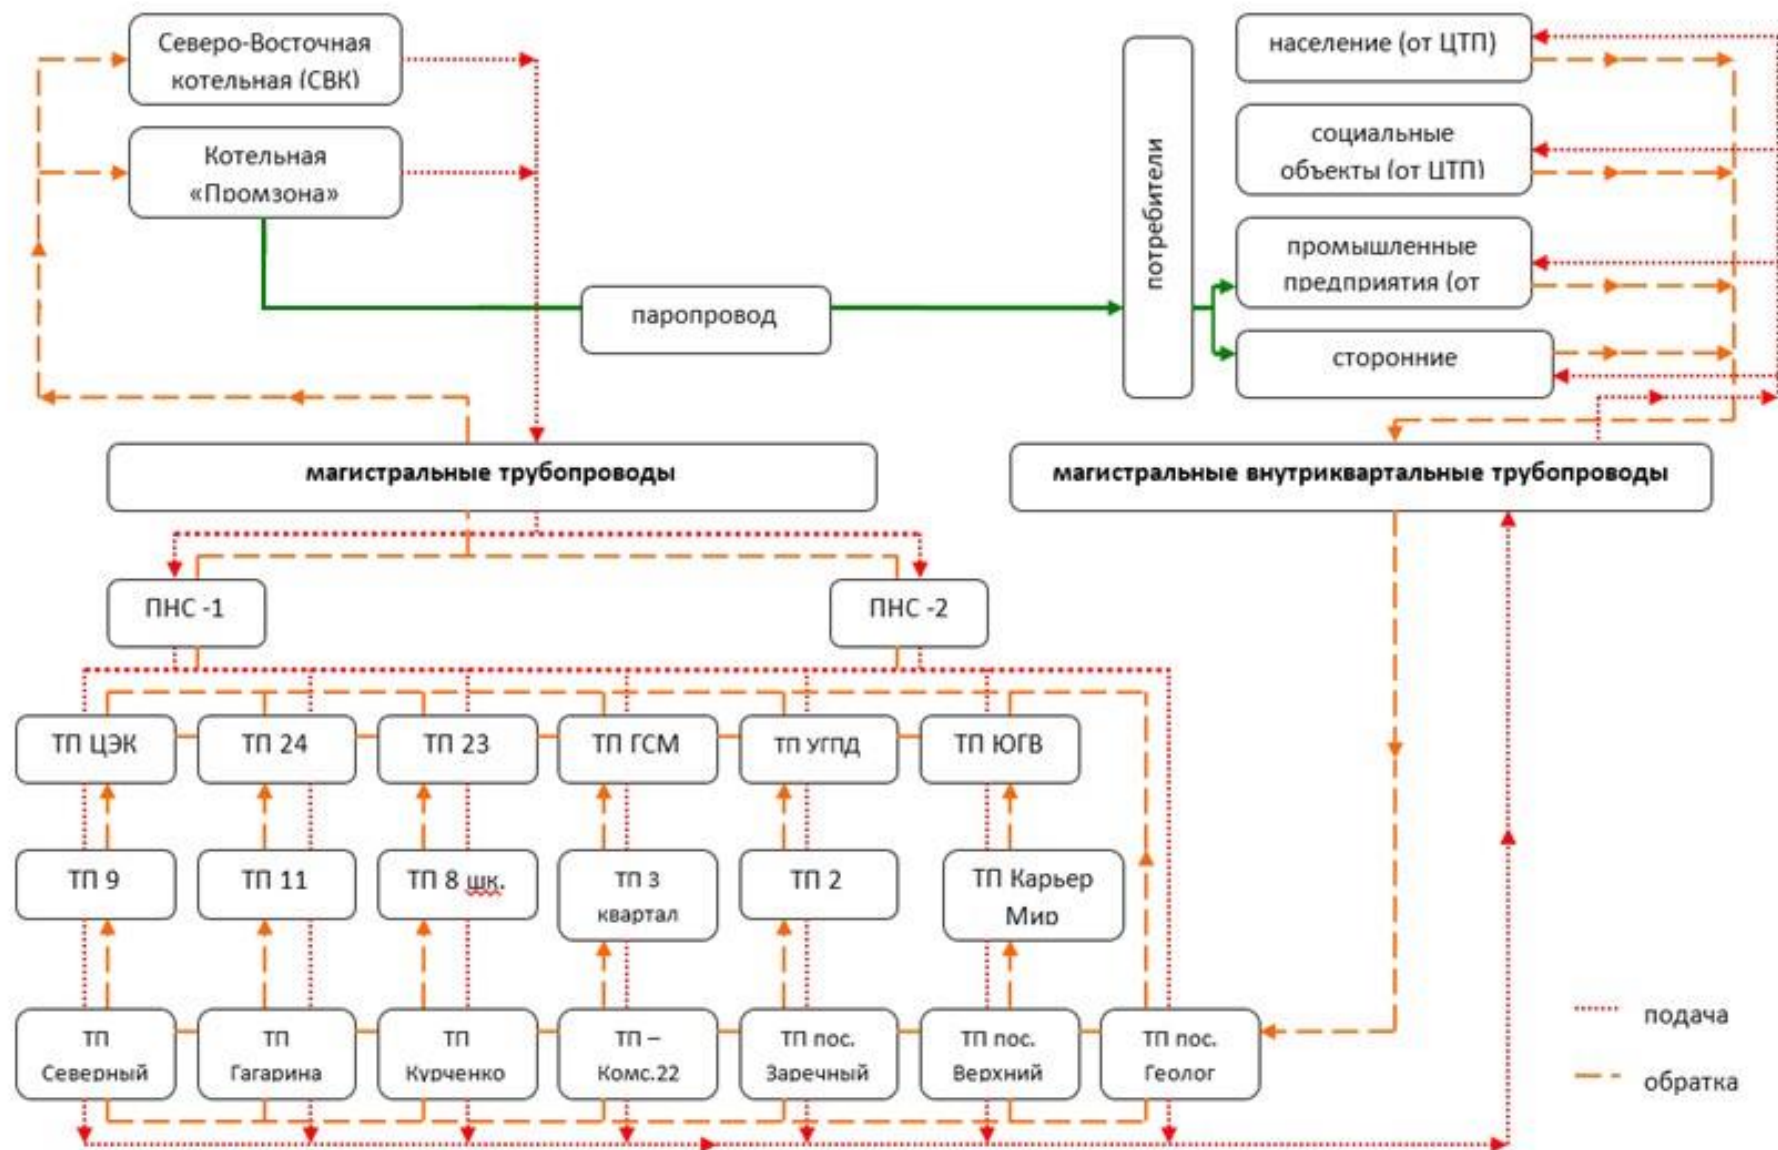 Северо-Восточная
котельная (СВК)
Котельная
«Промзона»
паропровод
потребители
население (от ЦТП)
социальные
объекты (от ЦТП)
промышленные
предприятия (от
сторонние
магистральные трубопроводы
магистральные внутриквартальные трубопроводы
ПНС -1
ПНС -2
ТП ЦЭК
ТП 24
ТП 23
ТП ГСМ
ТП УГПД
ТП ЮГВ
ТП 9
ТП 11
ТП 8 шк.
ТП 3
квартал
ТП 2
ТП Карьер
Мир
ТП
Северный
ТП
Гагарина
ТП
Курченко
ТП –
Комс.22
ТП пос.
Заречный
ТП пос.
Верхний
ТП пос.
Геолог
подача
обратка